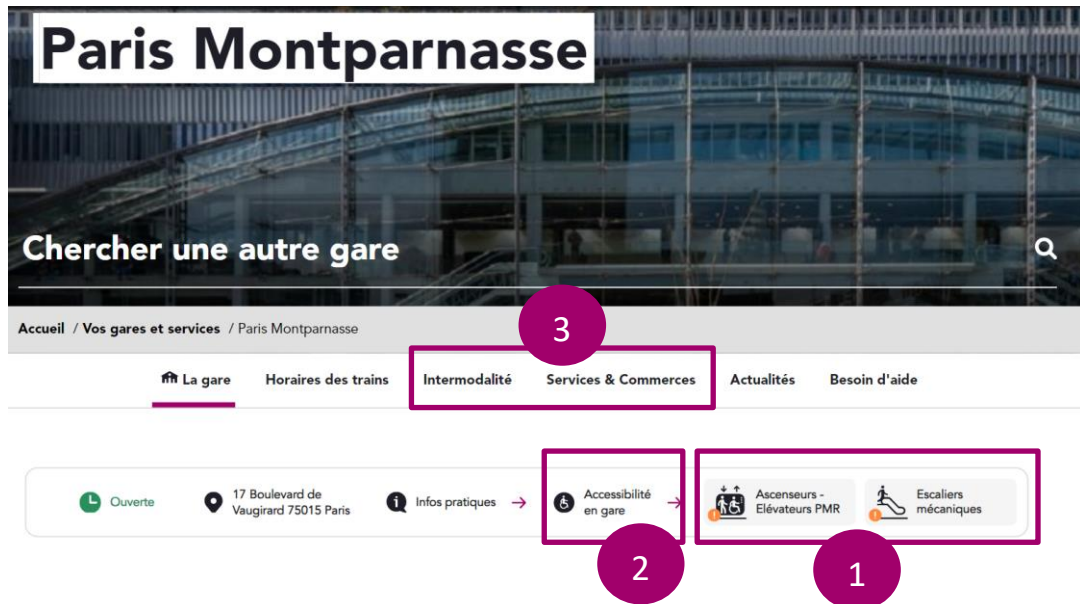 Paris Montparnasse
Chercher une autre gare
Accueil / Vos gares et services / Paris Montparnasse
3
La gare Horaires des trains Intermodalité Services & Commerces Actualités Besoin d'aide
Ouverte
17 Boulevard de
Vaugirard 75015 Paris
Infos pratiques →
Accessibilité
en gare →
Ascenseurs -
Elévateurs PMR
Escaliers
mécaniques
2
1